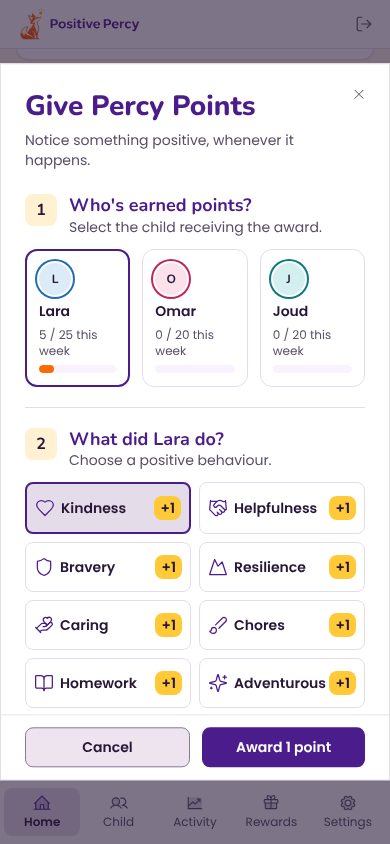 Positive Percy
Give Percy Points
Notice something positive, whenever it
happens.
1
Who's earned points?
Select the child receiving the award.
L
Lara
5 / 25 this
week
O
Omar
0 / 20 this
week
J
Joud
0 / 20 this
week
2
What did Lara do?
Choose a positive behaviour.
Kindness +1
Helpfulness +1
Bravery +1
Resilience +1
Caring +1
Chores +1
Homework +1
Adventurous +1
Cancel
Award 1 point
Home
Child
Activity
Rewards
Settings